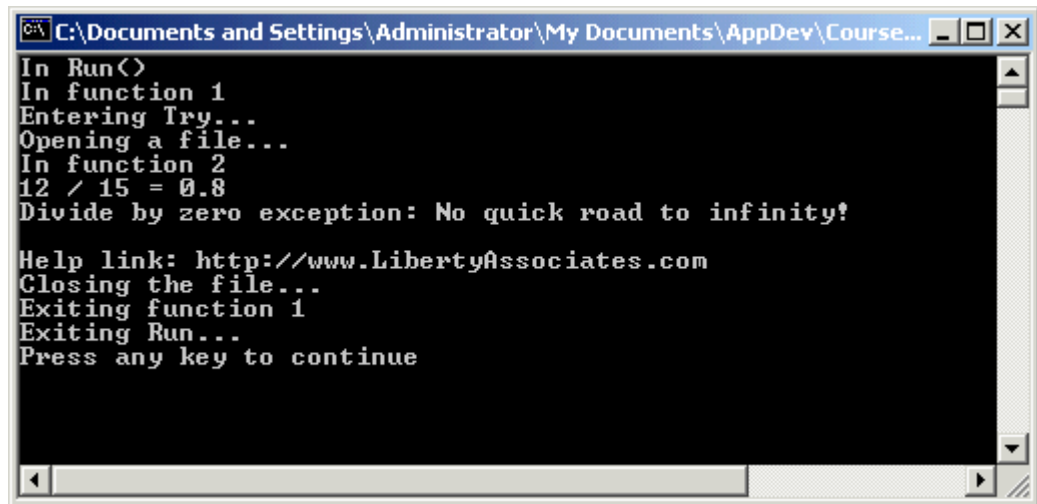 C:\Documents and Settings\Administrator\My Documents\AppDev\Course...
In Run()
In function 1
Entering Try...
Opening a file...
In function 2
12 / 15 = 0.8
Divide by zero exception: No quick road to infinity!
Help link: http://www.LibertyAssociates.com
Closing the file...
Exiting function 1
Exiting Run...
Press any key to continue